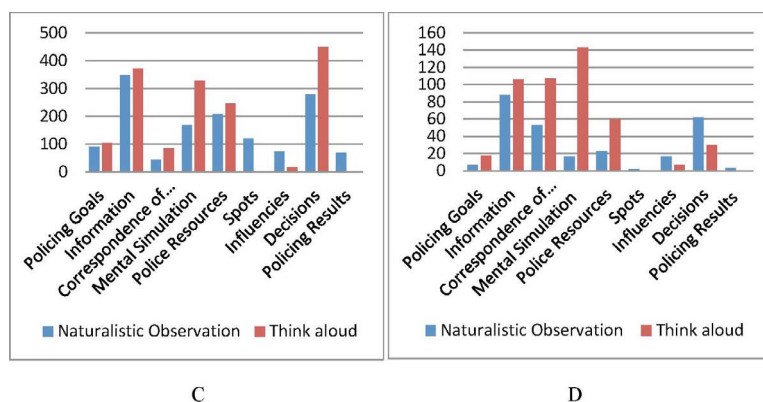 500
400
300
200
100
0
Policing Goals
Information
Correspondence of...
Mental Simulation
Police Resources
Spots
Influencies
Decisions
Policing Results
Naturalistic Observation
Think aloud
C
160
140
120
100
80
60
40
20
0
Policing Goals
Information
Correspondence of...
Mental Simulation
Police Resources
Spots
Influencies
Decisions
Policing Results
Naturalistic Observation
Think aloud
D